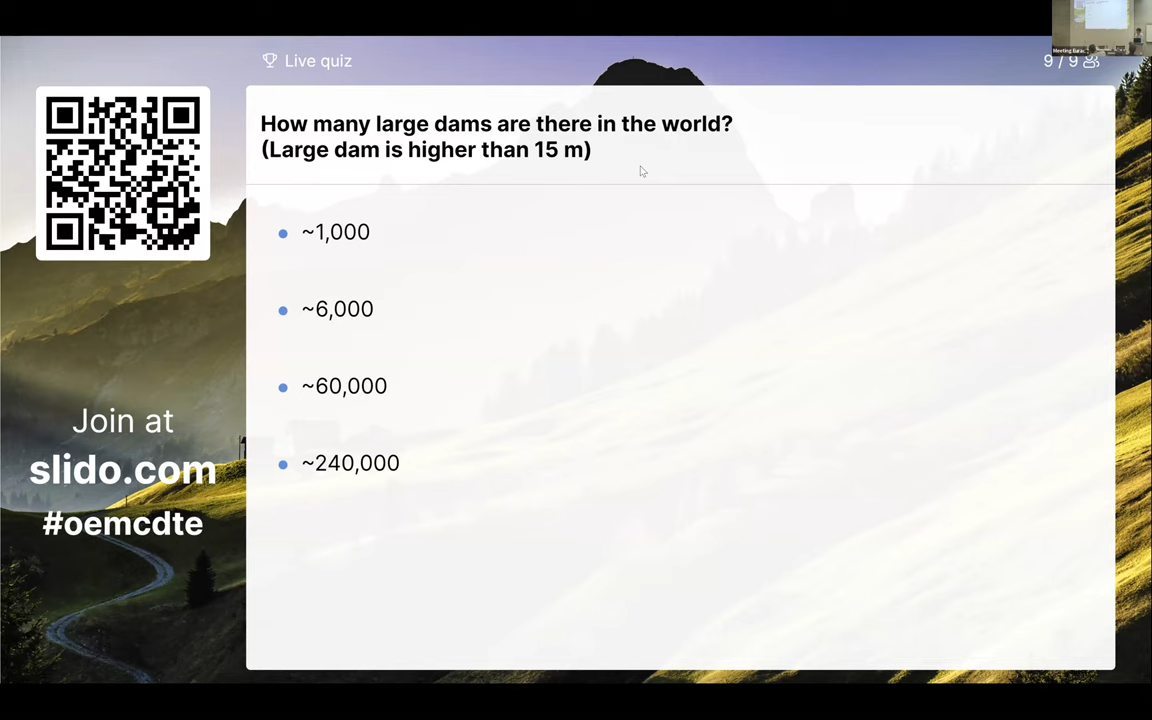 Live quiz
9 / 9
How many large dams are there in the world?
(Large dam is higher than 15 m)
~1,000
~6,000
~60,000
~240,000
Join at
slido.com
#oemcdte